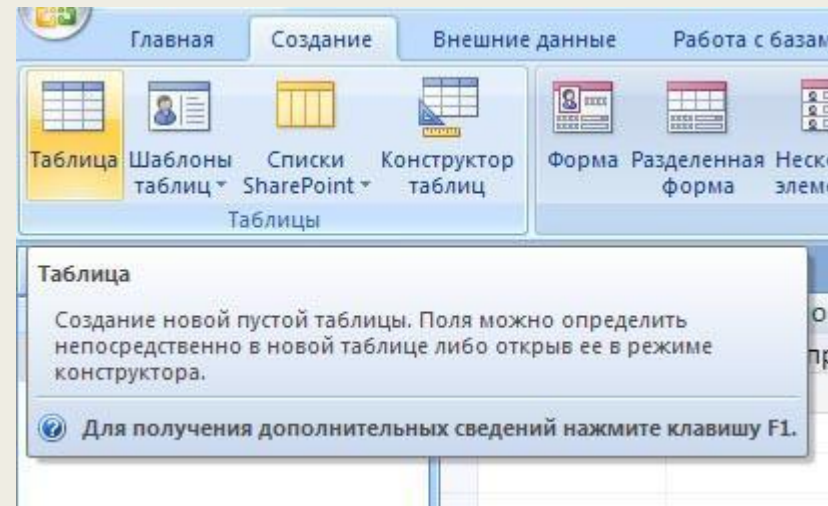 Главная Создание Внешние данные Работа с
Таблица Шаблоны таблиц Списки SharePoint Конструктор таблиц Форма Разделенная форма
Таблицы
Таблица
Создание новой пустой таблицы. Поля можно определить
непосредственно в новой таблице либо открыв ее в режиме
конструктора.
Для получения дополнительных сведений нажмите клавишу F1.